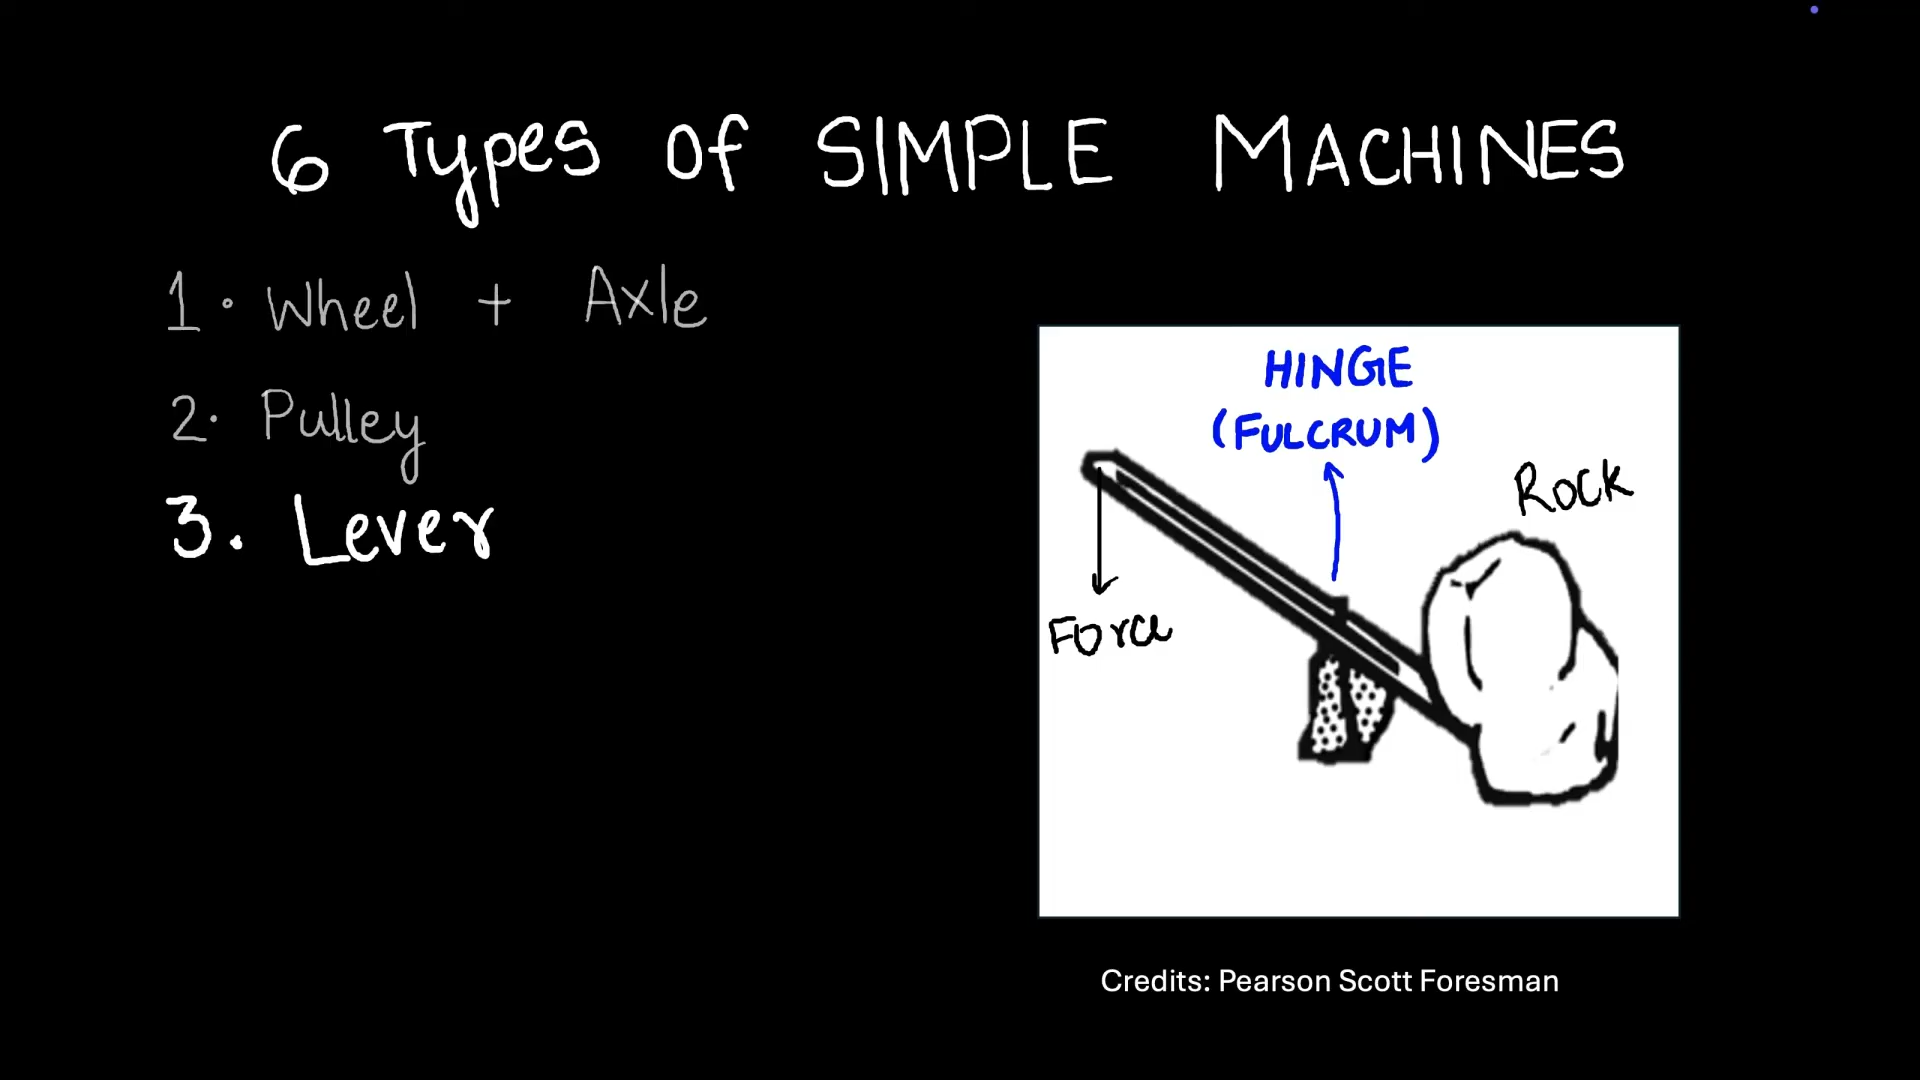 6 Types of SIMPLE MACHINES
1. Wheel + Axle
2. Pulley
3. Lever
HINGE
(FULCRUM)
Rock
Force
Credits: Pearson Scott Foresman